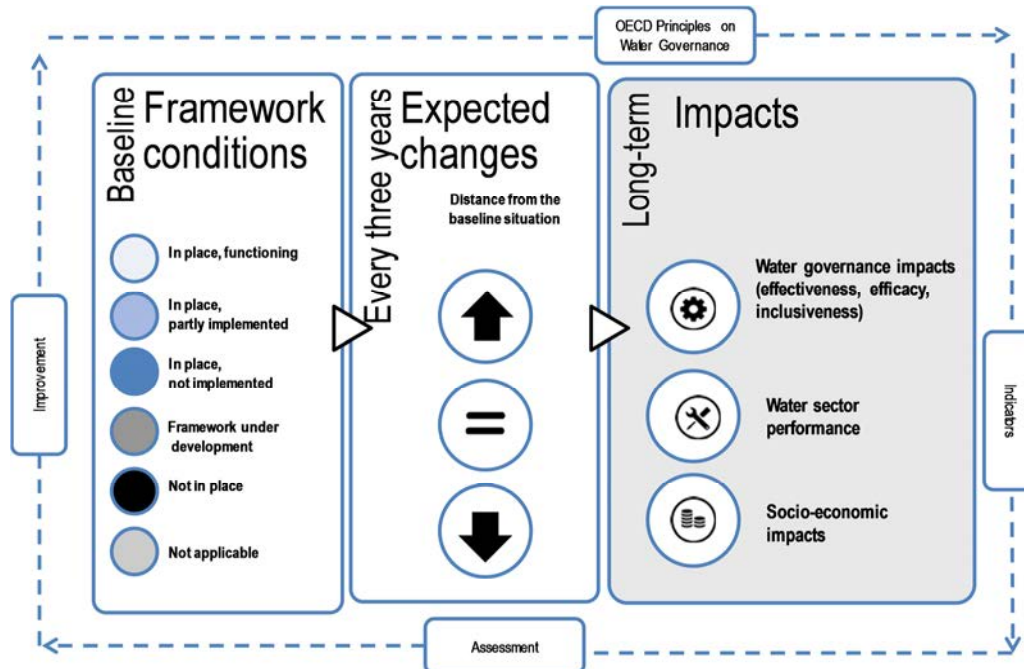 OECD Principles on
Water Governance
Baseline
Framework
conditions
In place, functioning
In place,
partly implemented
In place,
not implemented
Framework under
development
Not in place
Not applicable
Every three years
Expected
changes
Distance from the
baseline situation
Long-term
Impacts
Water governance impacts
(effectiveness, efficacy,
inclusiveness)
Water sector
performance
Socio-economic
impacts
Indicators
Assessment
Improvement